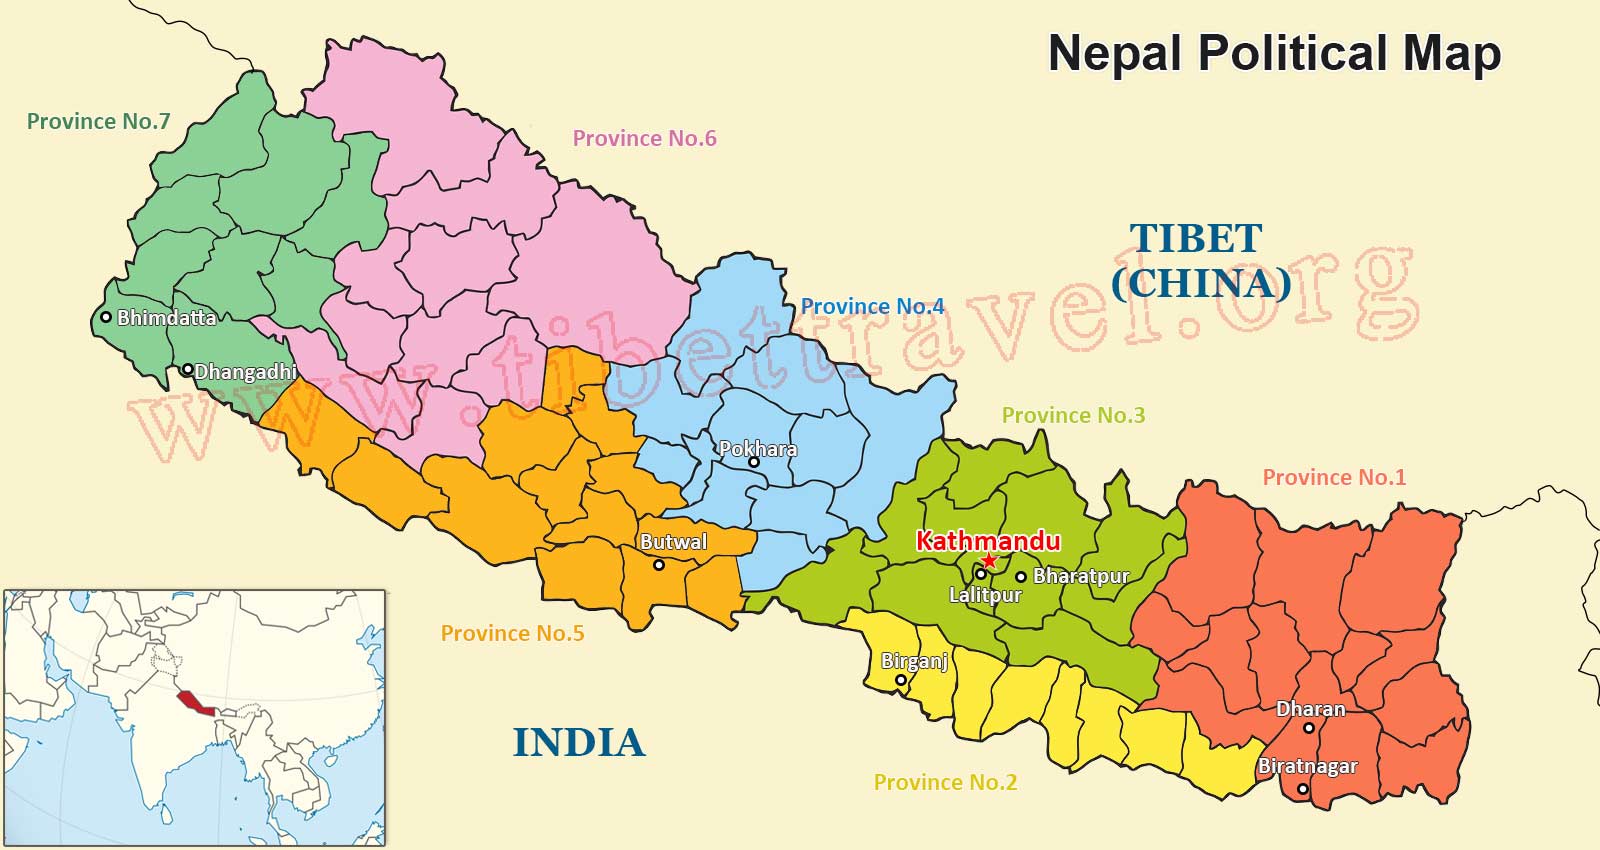 Nepal Political Map
Province No.7
Province No.6
TIBET
(CHINA)
www.tibettravel.org
Province No.4
Bhimdatta
Dhangadhi
Province No.3
Pokhara
Province No.1
Kathmandu
Butwal
Bharatpur
Lalitpur
Province No.5
Birganj
Dharan
INDIA
Biratnagar
Province No.2